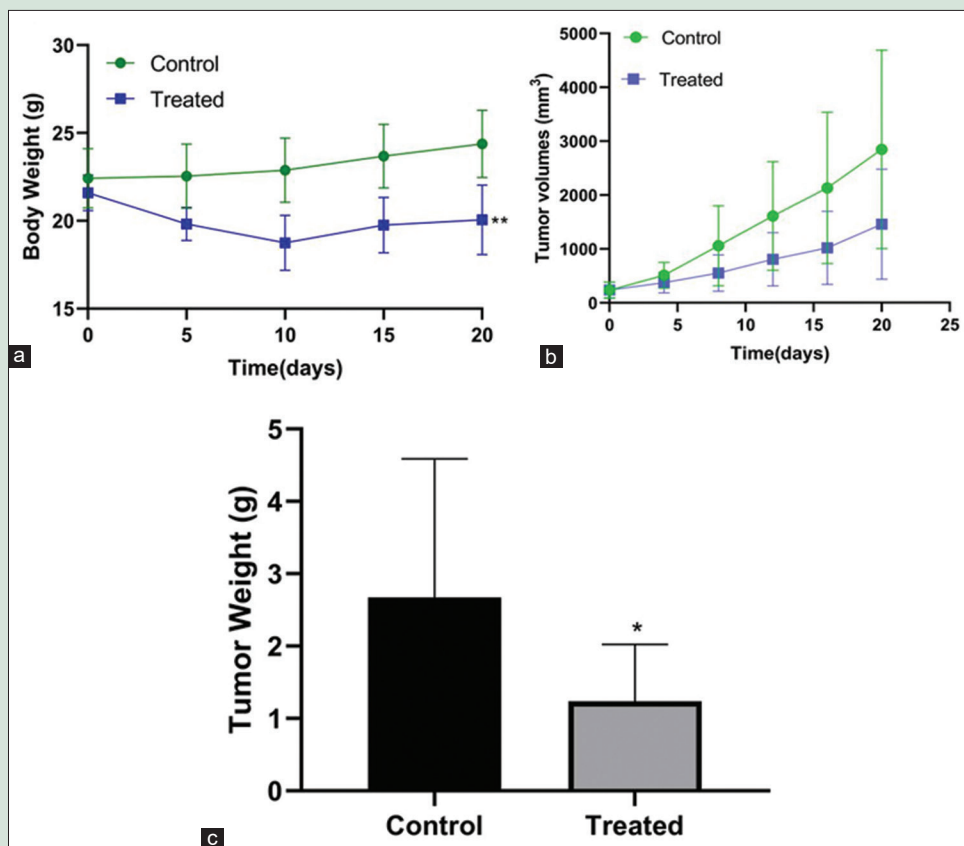 30
25
20
15
Body Weight (g)
Control
Treated
**
0 5 10 15 20
Time(days)
a
5000
4000
3000
2000
1000
0
Tumor volumes (mm³)
Control
Treated
0 5 10 15 20 25
Time(days)
b
5
4
3
2
1
0
Tumor Weight (g)
*
Control Treated
c